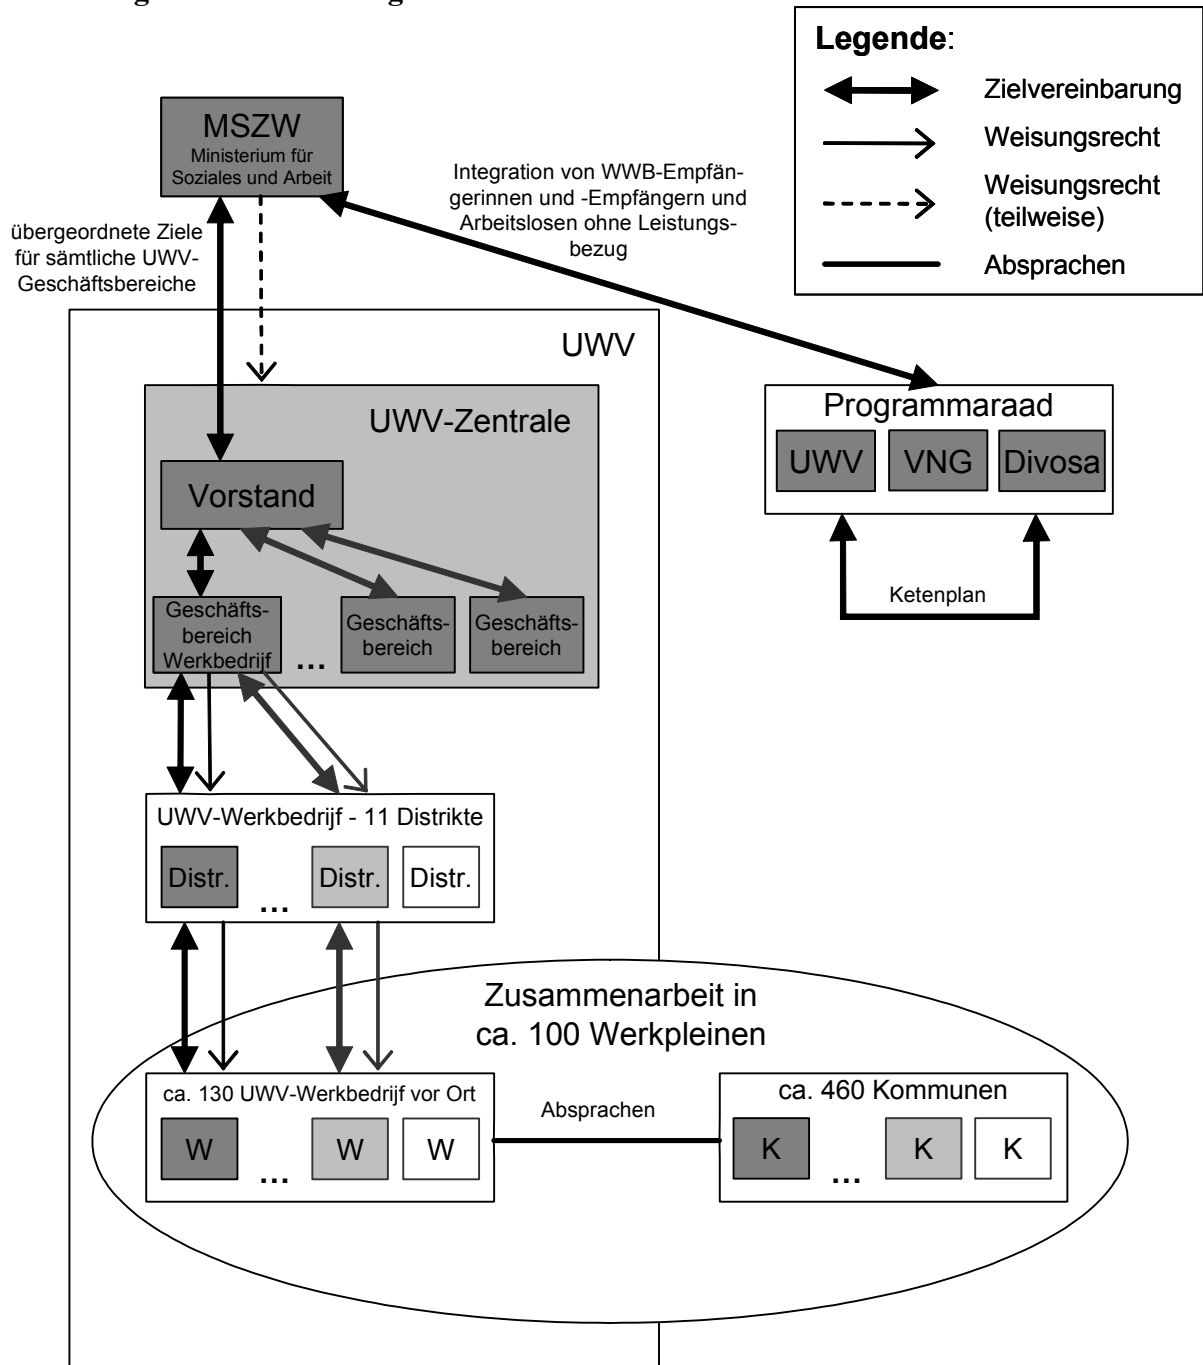 Legende:
Zielvereinbarung
Weisungsrecht
Weisungsrecht
(teilweise)
Absprachen
MSZW
Ministerium für
Soziales und Arbeit
Integration von WWB-Empfän-
gerinnen und -Empfängern und
Arbeitslosen ohne Leistungs-
bezug
übergeordnete Ziele
für sämtliche UWV-
Geschäftsbereiche
UWV
UWV-Zentrale
Vorstand
Programmaraad
UWV
VNG
Divosa
Ketenplan
Geschäfts-
bereich
Werkbedrijf
...
Geschäfts-
bereich
Geschäfts-
bereich
UWV-Werkbedrijf - 11 Distrikte
Distr.
...
Distr.
Distr.
Zusammenarbeit in
ca. 100 Werkpleinen
ca. 130 UWV-Werkbedrijf vor Ort
W
...
W
W
Absprachen
ca. 460 Kommunen
K
...
K
K